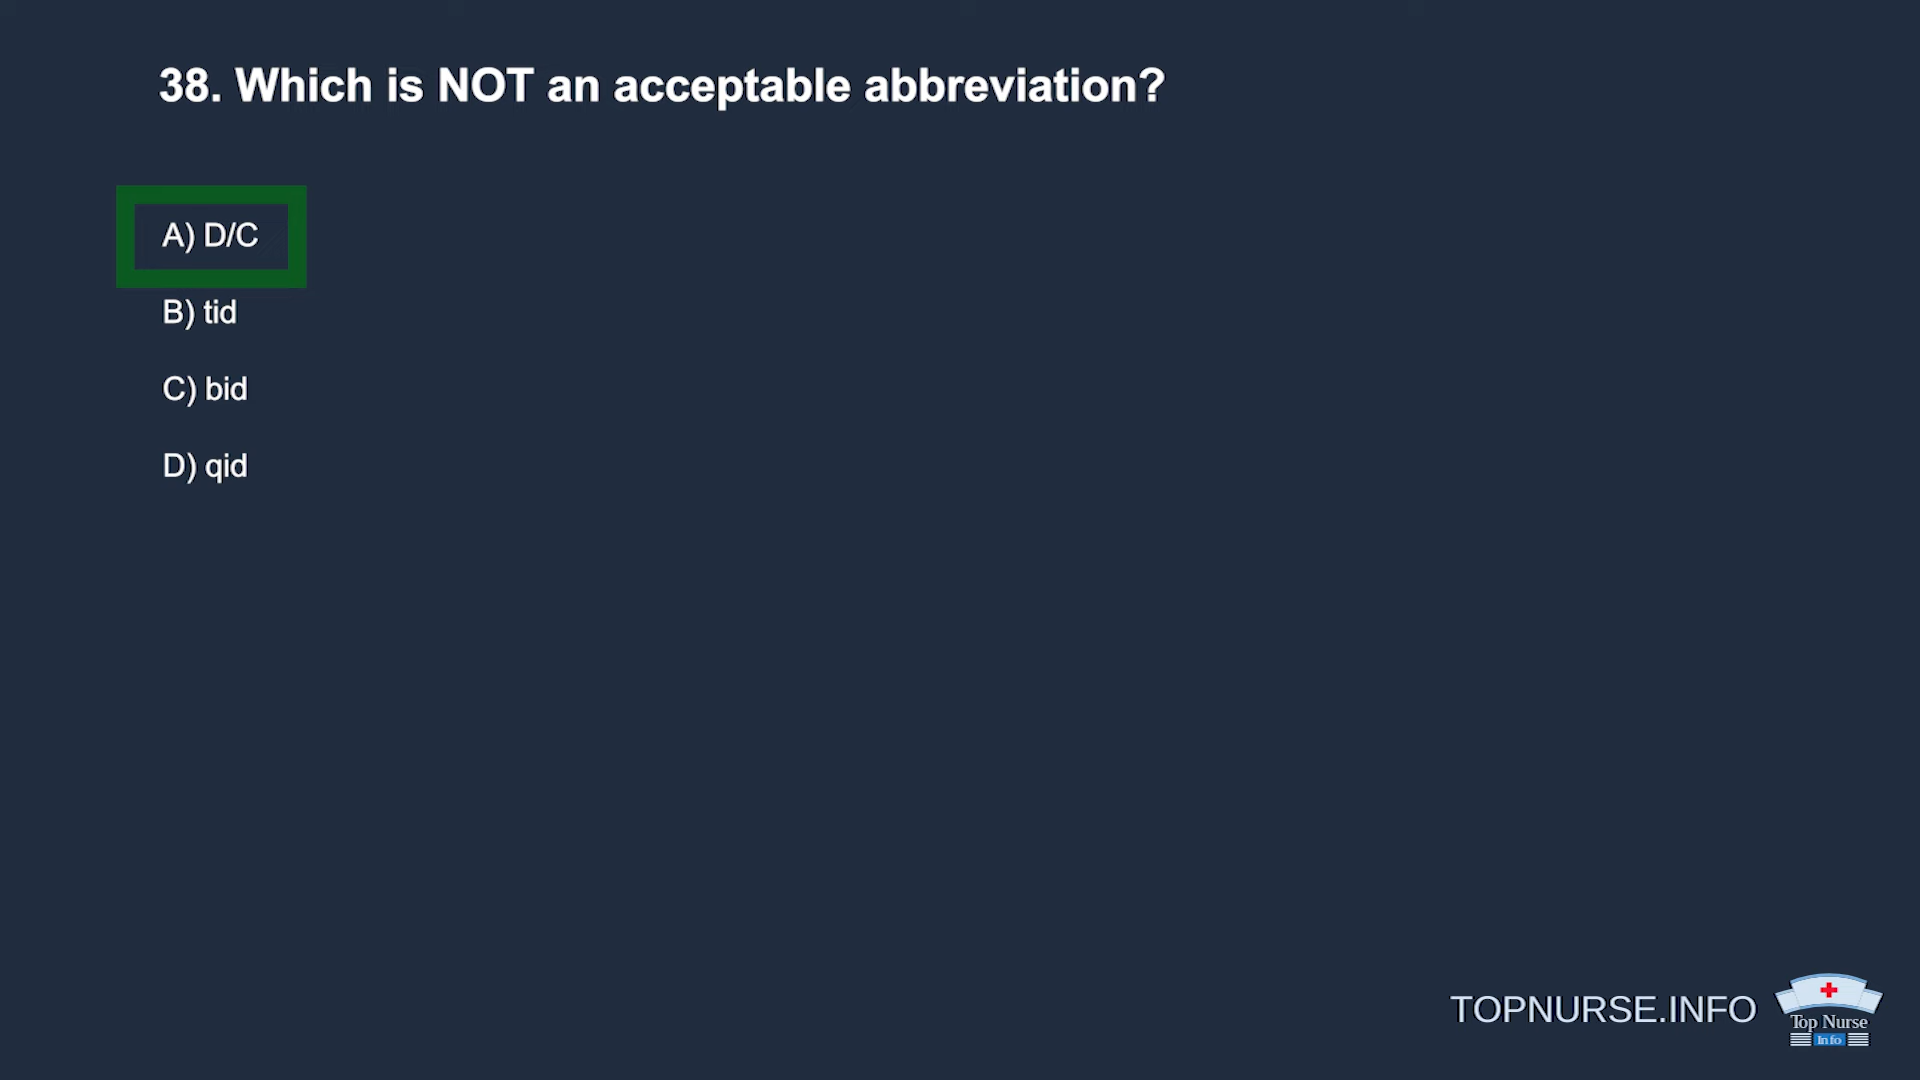 38. Which is NOT an acceptable abbreviation?
A) D/C
B) tid
C) bid
D) qid
TOPNURSE.INFO
Top Nurse
Info